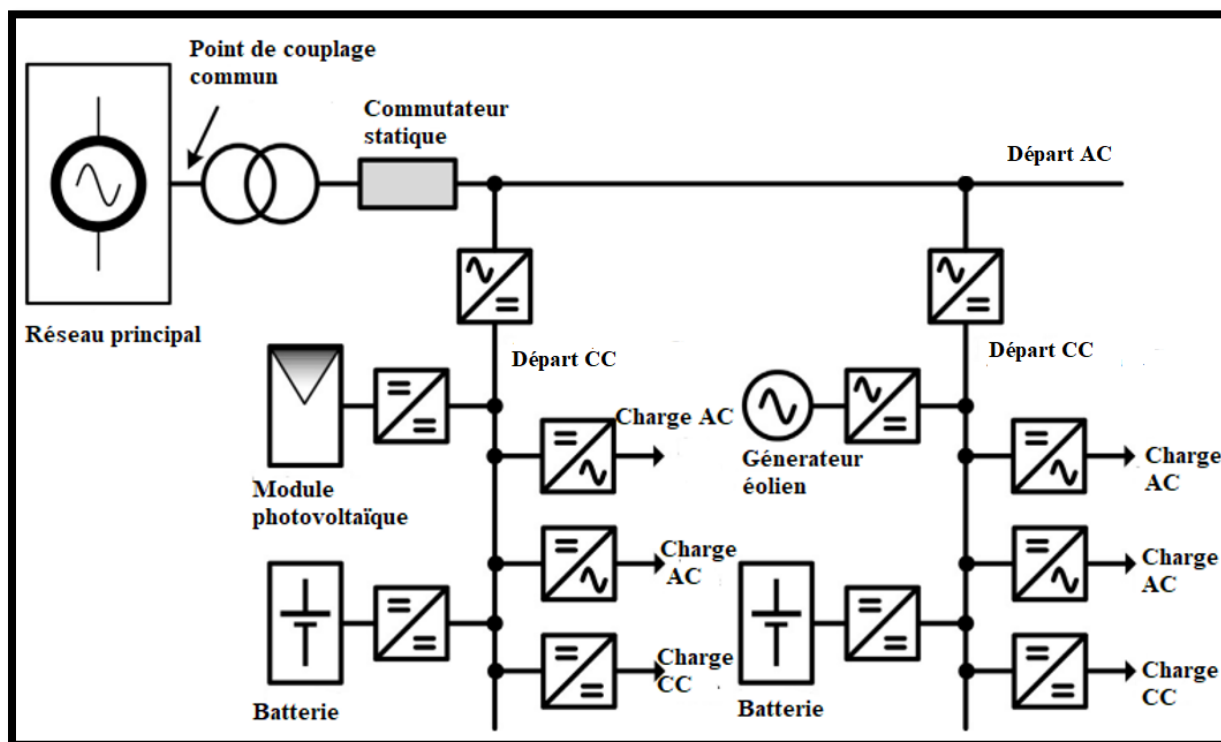 Point de couplage
commun
Commutateur
statique
Départ AC
Réseau principal
Départ CC
Départ CC
Charge AC
Génerateur
éolien
Charge
AC
Module
photovoltaïque
Charge
AC
Charge
AC
Charge
CC
Charge
CC
Batterie
Batterie